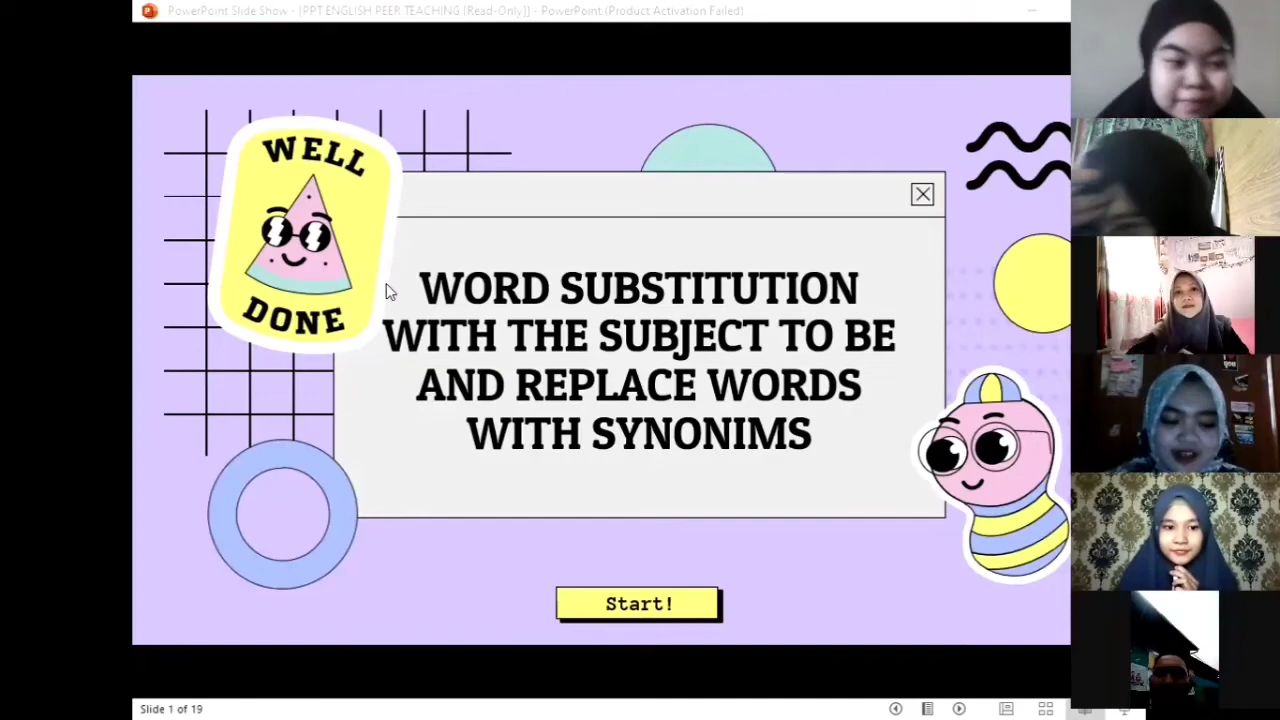 PowerPoint Slide Show - [PPT ENGLISH PEER TEACHING [Read-Only]] - PowerPoint (Product Activation Failed)
WELL
DONE
WORD SUBSTITUTION
WITH THE SUBJECT TO BE
AND REPLACE WORDS
WITH SYNONIMS
Start!
Slide 1 of 19